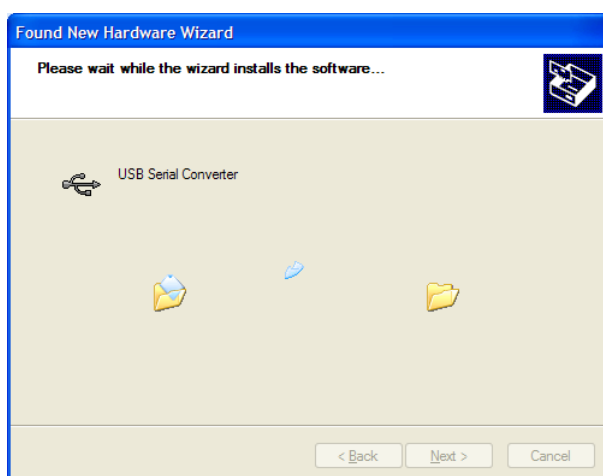 Found New Hardware Wizard
Please wait while the wizard installs the software...
USB Serial Converter
< Back
Next >
Cancel